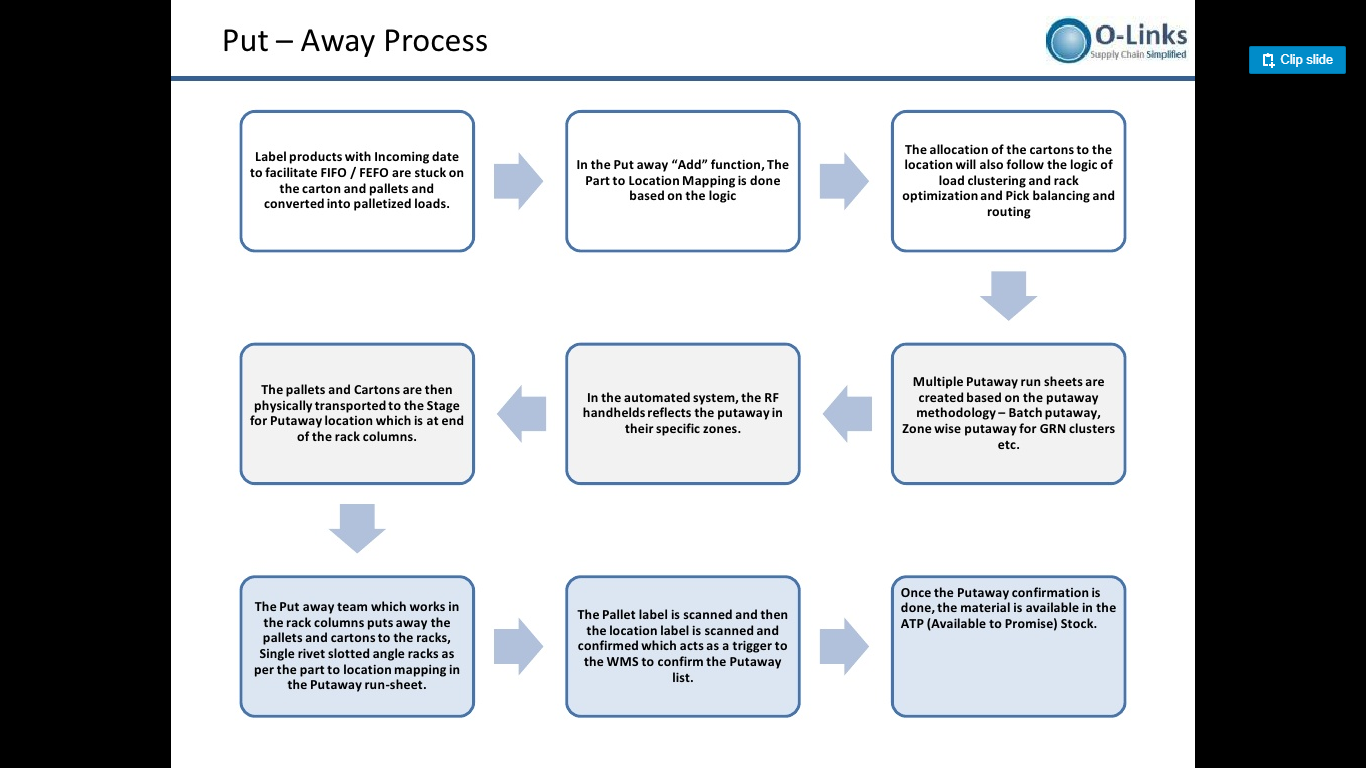 Put – Away Process
O-Links
Supply Chain Simplified
Clip slide
Label products with Incoming date
to facilitate FIFO / FEFO are stuck on
the carton and pallets and
converted into palletized loads.
In the Put away “Add” function, The
Part to Location Mapping is done
based on the logic
The allocation of the cartons to the
location will also follow the logic of
load clustering and rack
optimization and Pick balancing and
routing
Multiple Putaway run sheets are
created based on the putaway
methodology – Batch putaway,
Zone wise putaway for GRN clusters
etc.
In the automated system, the RF
handhelds reflects the putaway in
their specific zones.
The pallets and Cartons are then
physically transported to the Stage
for Putaway location which is at end
of the rack columns.
The Put away team which works in
the rack columns puts away the
pallets and cartons to the racks,
Single rivet slotted angle racks as
per the part to location mapping in
the Putaway run-sheet.
The Pallet label is scanned and then
the location label is scanned and
confirmed which acts as a trigger to
the WMS to confirm the Putaway
list.
Once the Putaway confirmation is
done, the material is available in the
ATP (Available to Promise) Stock.